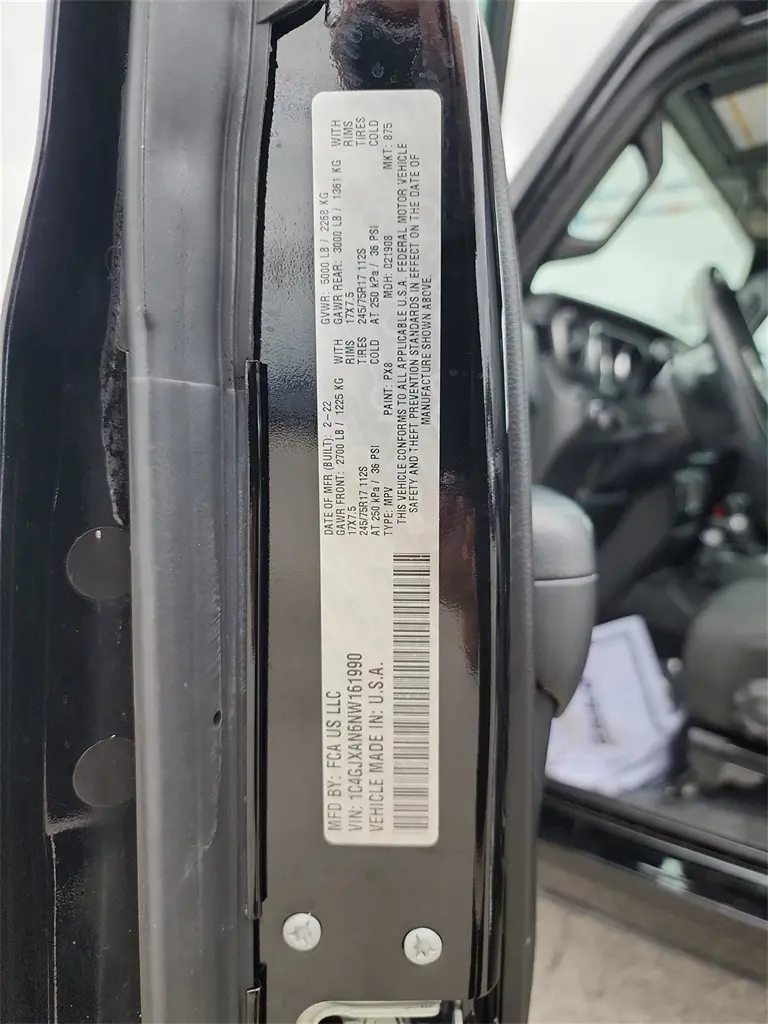 MFD BY: FCA US LLC
VIN: 1C4GJXAN6NW161990
VEHICLE MADE IN: U.S.A.
DATE OF MFR (BUILT): 2-22
GVWR: 5000 LB / 2268 KG
GAWR FRONT: 2700 LB / 1225 KG WITH
GAWR REAR: 3000 LB / 1361 KG WITH
17X7.5 RIMS
17X7.5 RIMS
245/75R17 112S TIRES
245/75R17 112S TIRES
AT 250 kPa / 36 PSI COLD
AT 250 kPa / 36 PSI COLD
TYPE: MPV PAINT: PX8 MDH: 021908 MKT: 875
THIS VEHICLE CONFORMS TO ALL APPLICABLE U.S.A. FEDERAL MOTOR VEHICLE
SAFETY AND THEFT PREVENTION STANDARDS IN EFFECT ON THE DATE OF
MANUFACTURE SHOWN ABOVE.